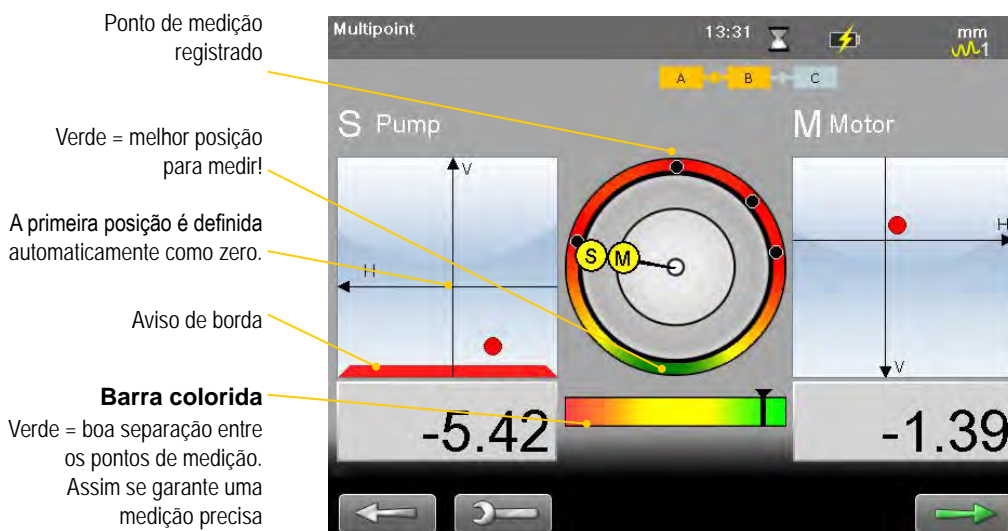 Ponto de medição
registrado
Verde = melhor posição
para medir!
A primeira posição é definida
automaticamente como zero.
Aviso de borda
Barra colorida
Verde = boa separação entre
os pontos de medição.
Assim se garante uma
medição precisa
Multipoint
13:31
mm
1
A B C
S Pump
M Motor
V
H
S M
H
V
-5.42
-1.39